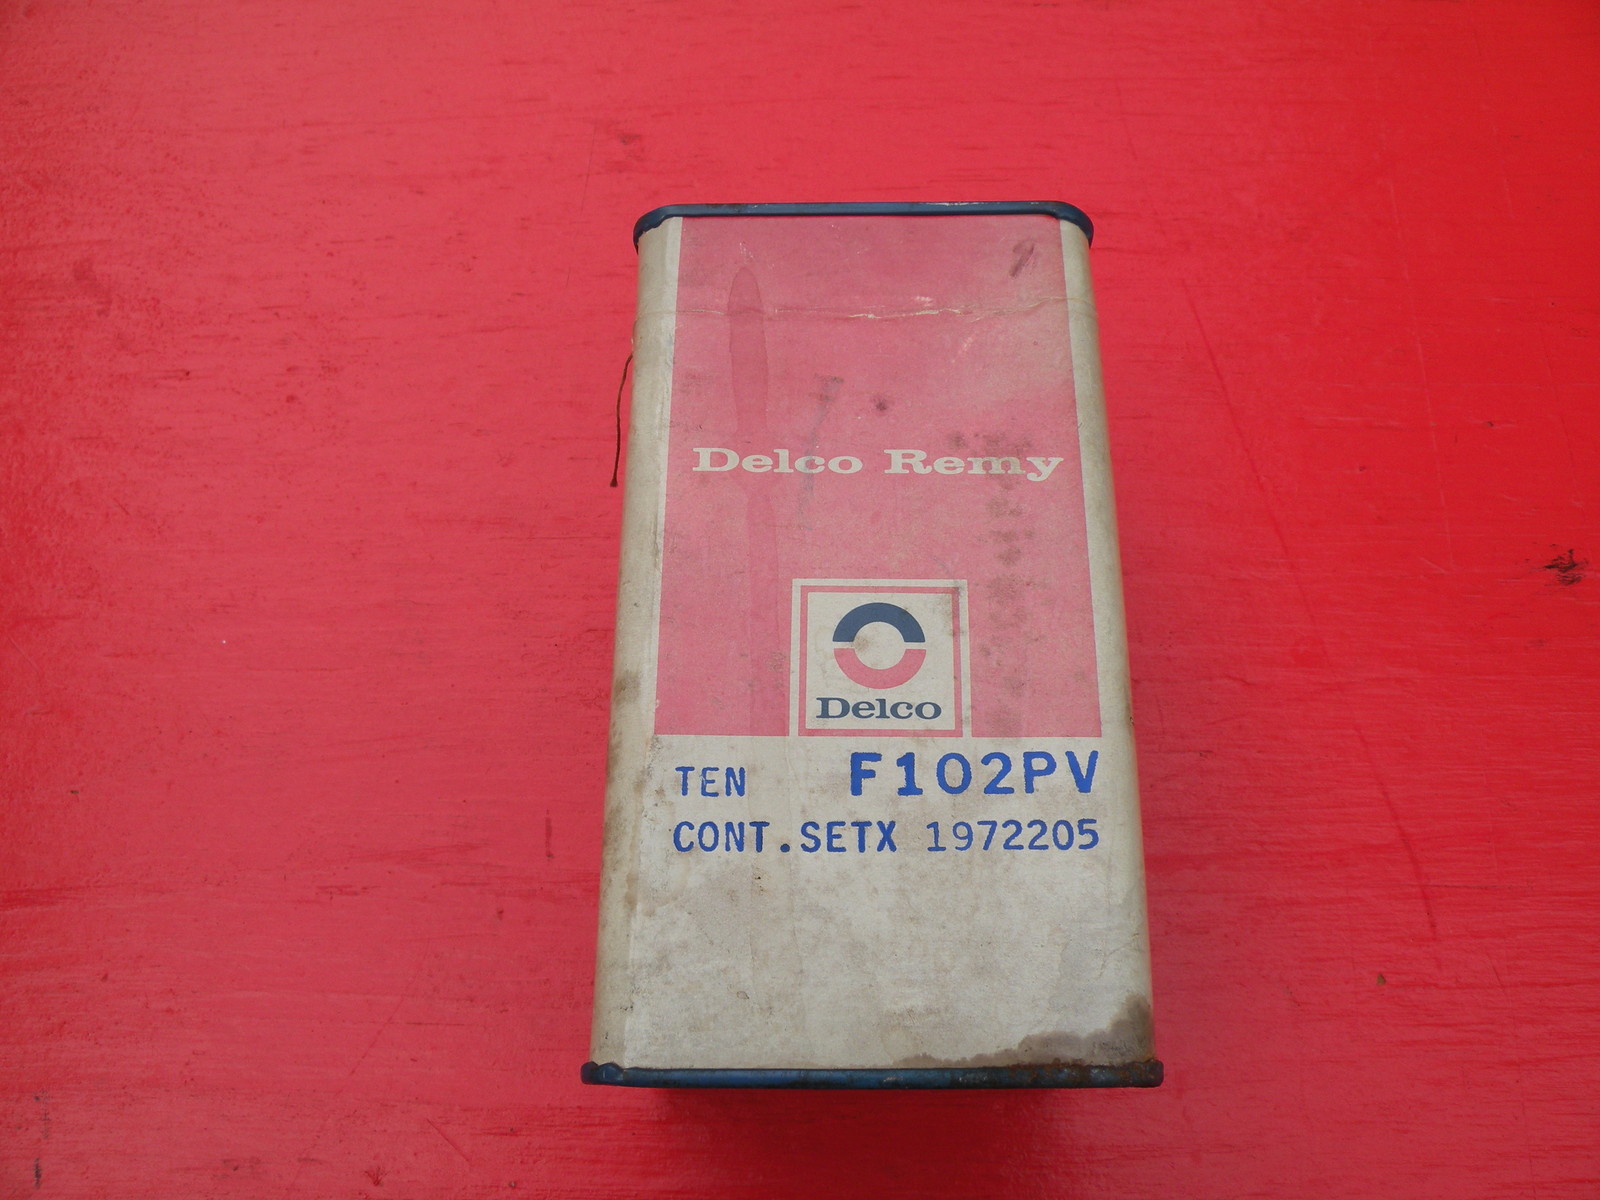 Delco Remy
Delco
TEN F102PV
CONT.SETX 1972205